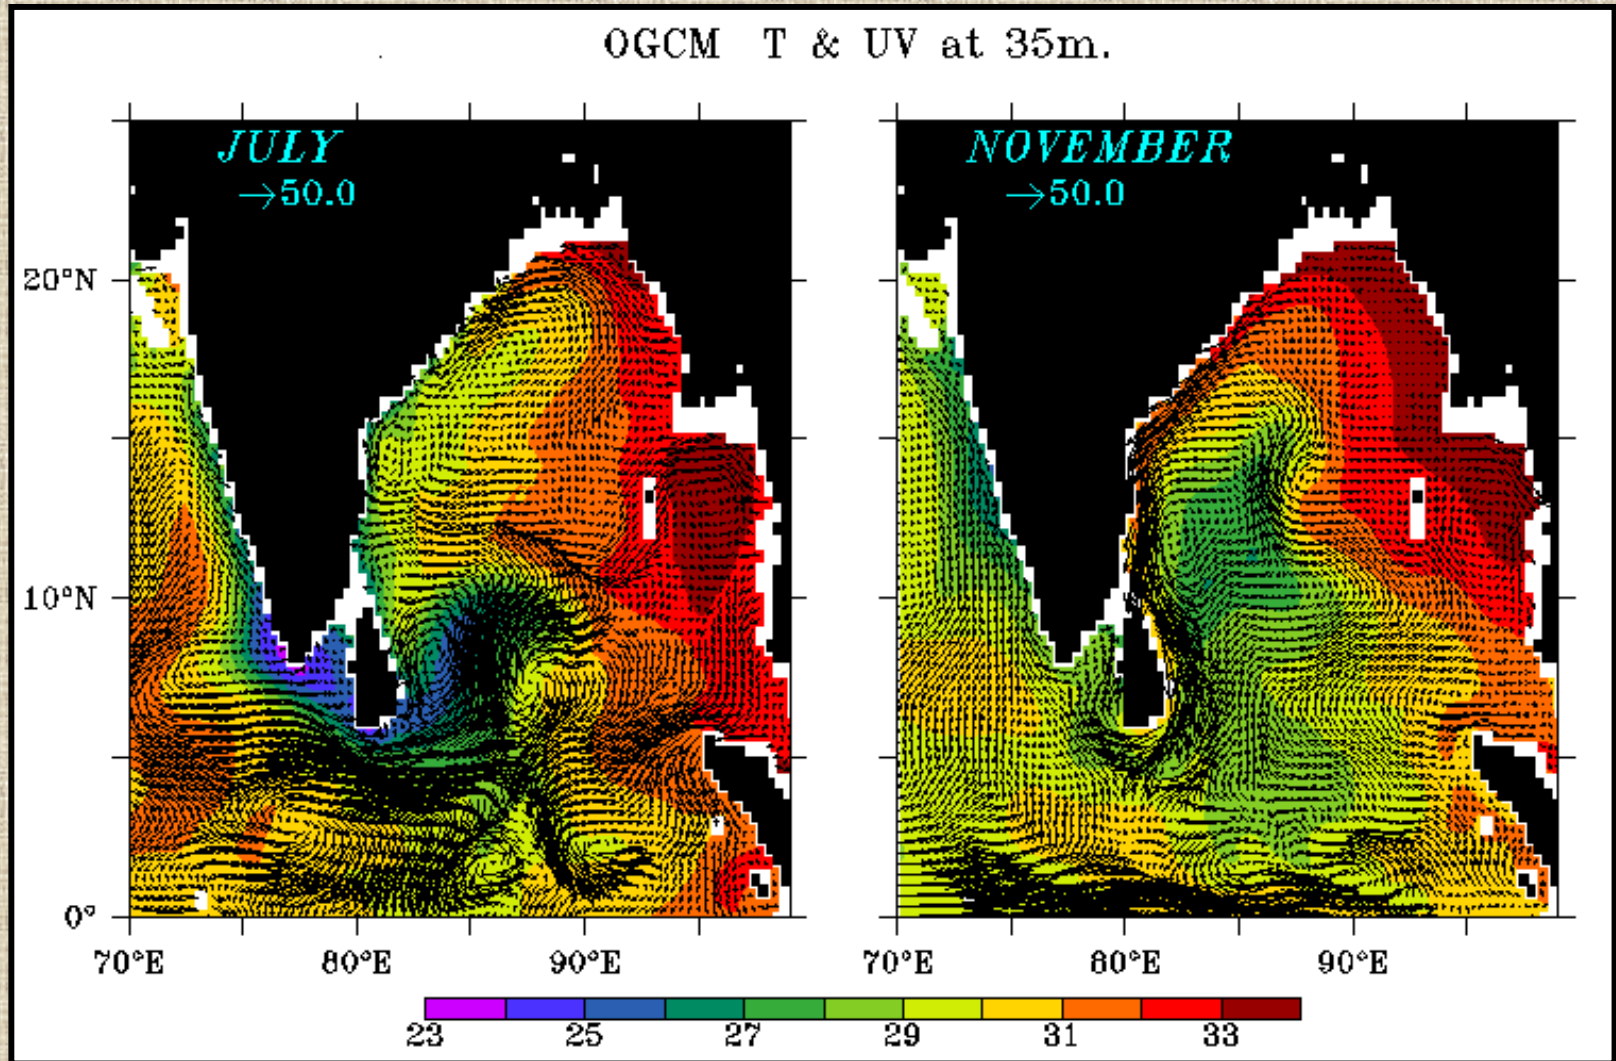 OGCM T & UV at 35m.
JULY
→50.0
NOVEMBER
→50.0
20°N
10°N
0°
70°E 80°E 90°E
70°E 80°E 90°E
23 25 27 29 31 33